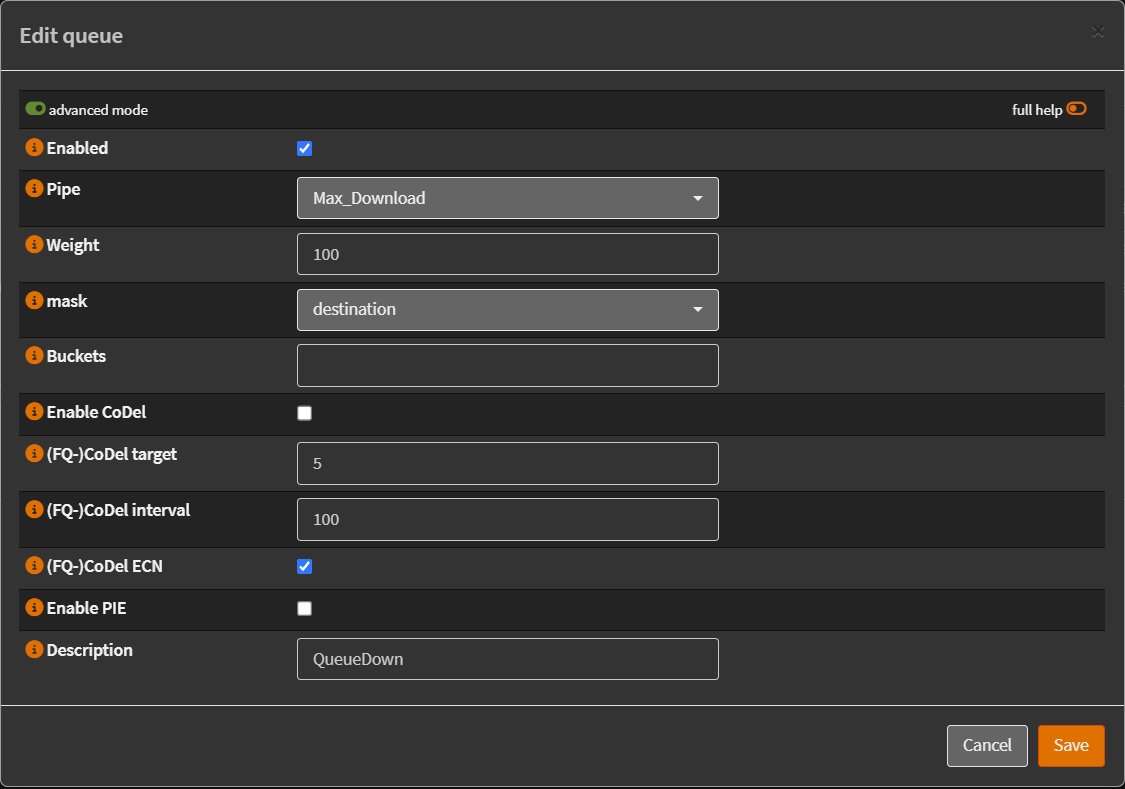 Edit queue
×
advanced mode
full help
Enabled
Pipe
Max_Download
Weight
100
mask
destination
Buckets
Enable CoDel
(FQ-)CoDel target
5
(FQ-)CoDel interval
100
(FQ-)CoDel ECN
Enable PIE
Description
QueueDown
Cancel
Save